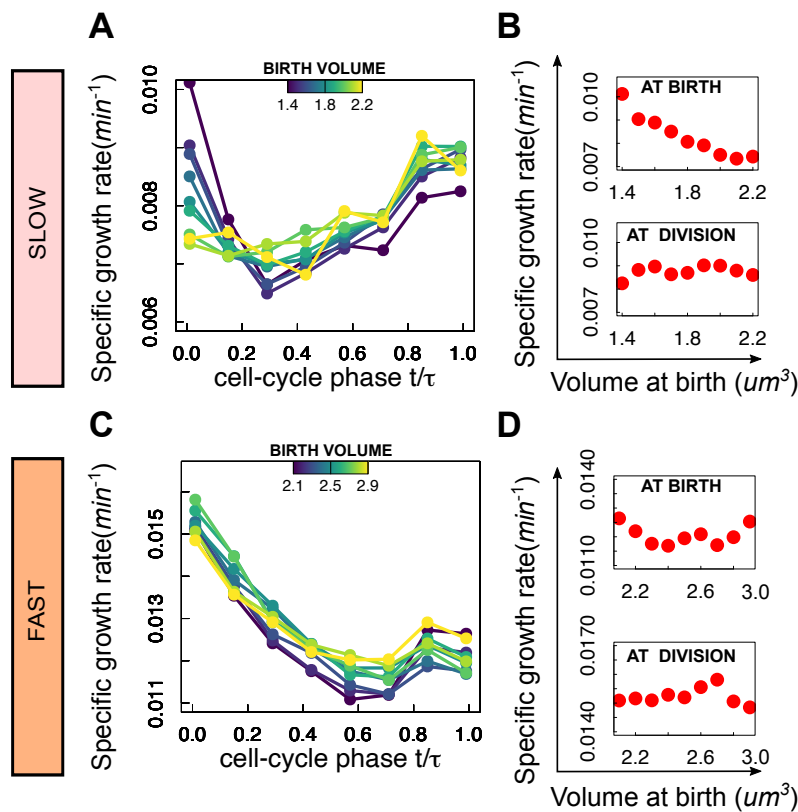 A
B
SLOW
Specific growth rate(min⁻¹)
0.010
0.008
0.006
BIRTH VOLUME
1.4 1.8 2.2
0.0 0.2 0.4 0.6 0.8 1.0
cell-cycle phase t/τ
Specific growth rate(min⁻¹)
AT BIRTH
0.010
0.007
1.4 1.8 2.2
AT DIVISION
0.010
0.007
1.4 1.8 2.2
Volume at birth (um³)
C
D
FAST
Specific growth rate(min⁻¹)
0.015
0.013
0.011
BIRTH VOLUME
2.1 2.5 2.9
0.0 0.2 0.4 0.6 0.8 1.0
cell-cycle phase t/τ
Specific growth rate(min⁻¹)
AT BIRTH
0.0140
0.0110
2.2 2.6 3.0
AT DIVISION
0.0170
0.0140
2.2 2.6 3.0
Volume at birth (um³)